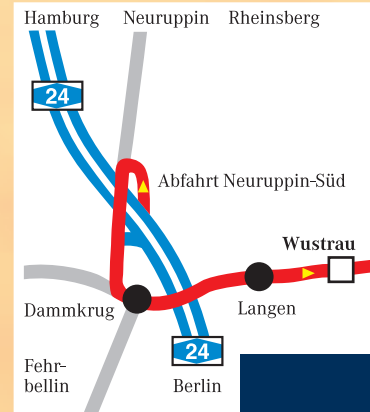 Hamburg Neuruppin Rheinsberg
24
Abfahrt Neuruppin-Süd
Wustrau
Dammkrug
Langen
24
Fehr-
bellin
Berlin